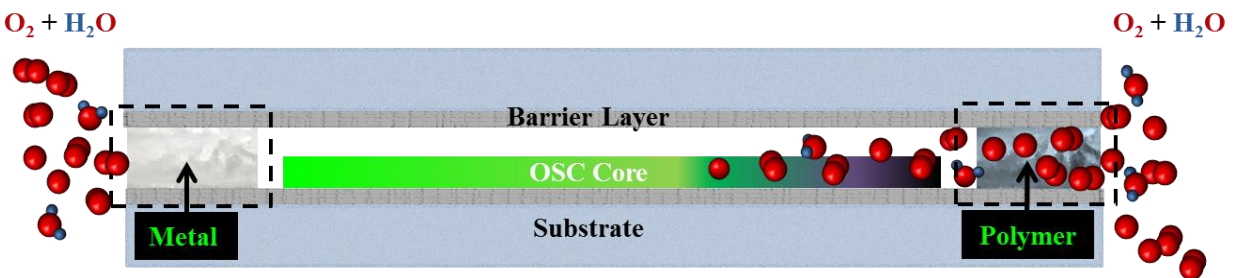 O₂ + H₂O
O₂ + H₂O
Barrier Layer
OSC Core
Substrate
Metal
Polymer